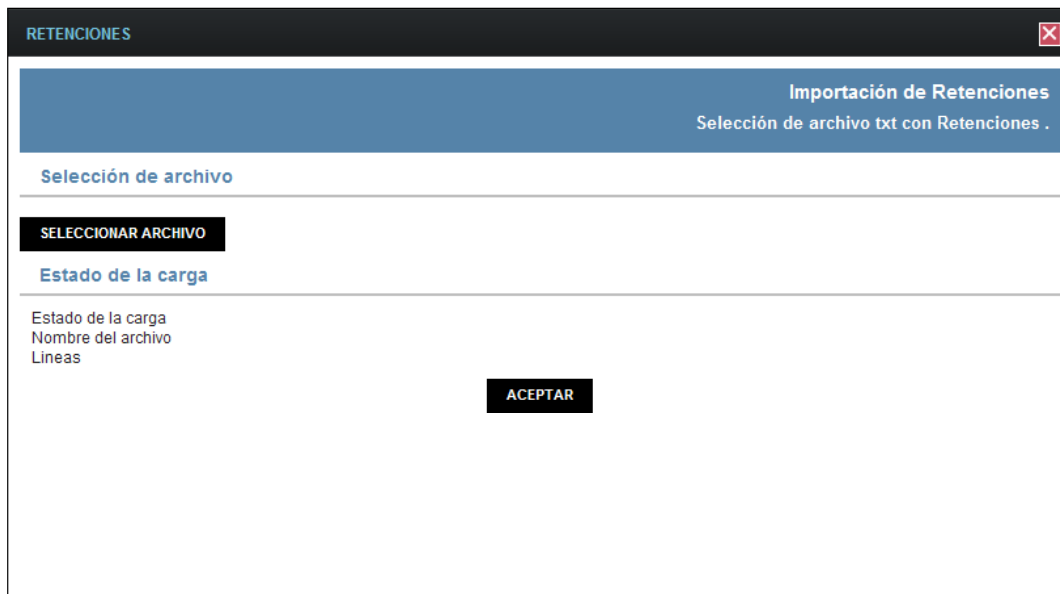 RETENCIONES
Importación de Retenciones
Selección de archivo txt con Retenciones .
Selección de archivo
SELECCIONAR ARCHIVO
Estado de la carga
Estado de la carga
Nombre del archivo
Lineas
ACEPTAR